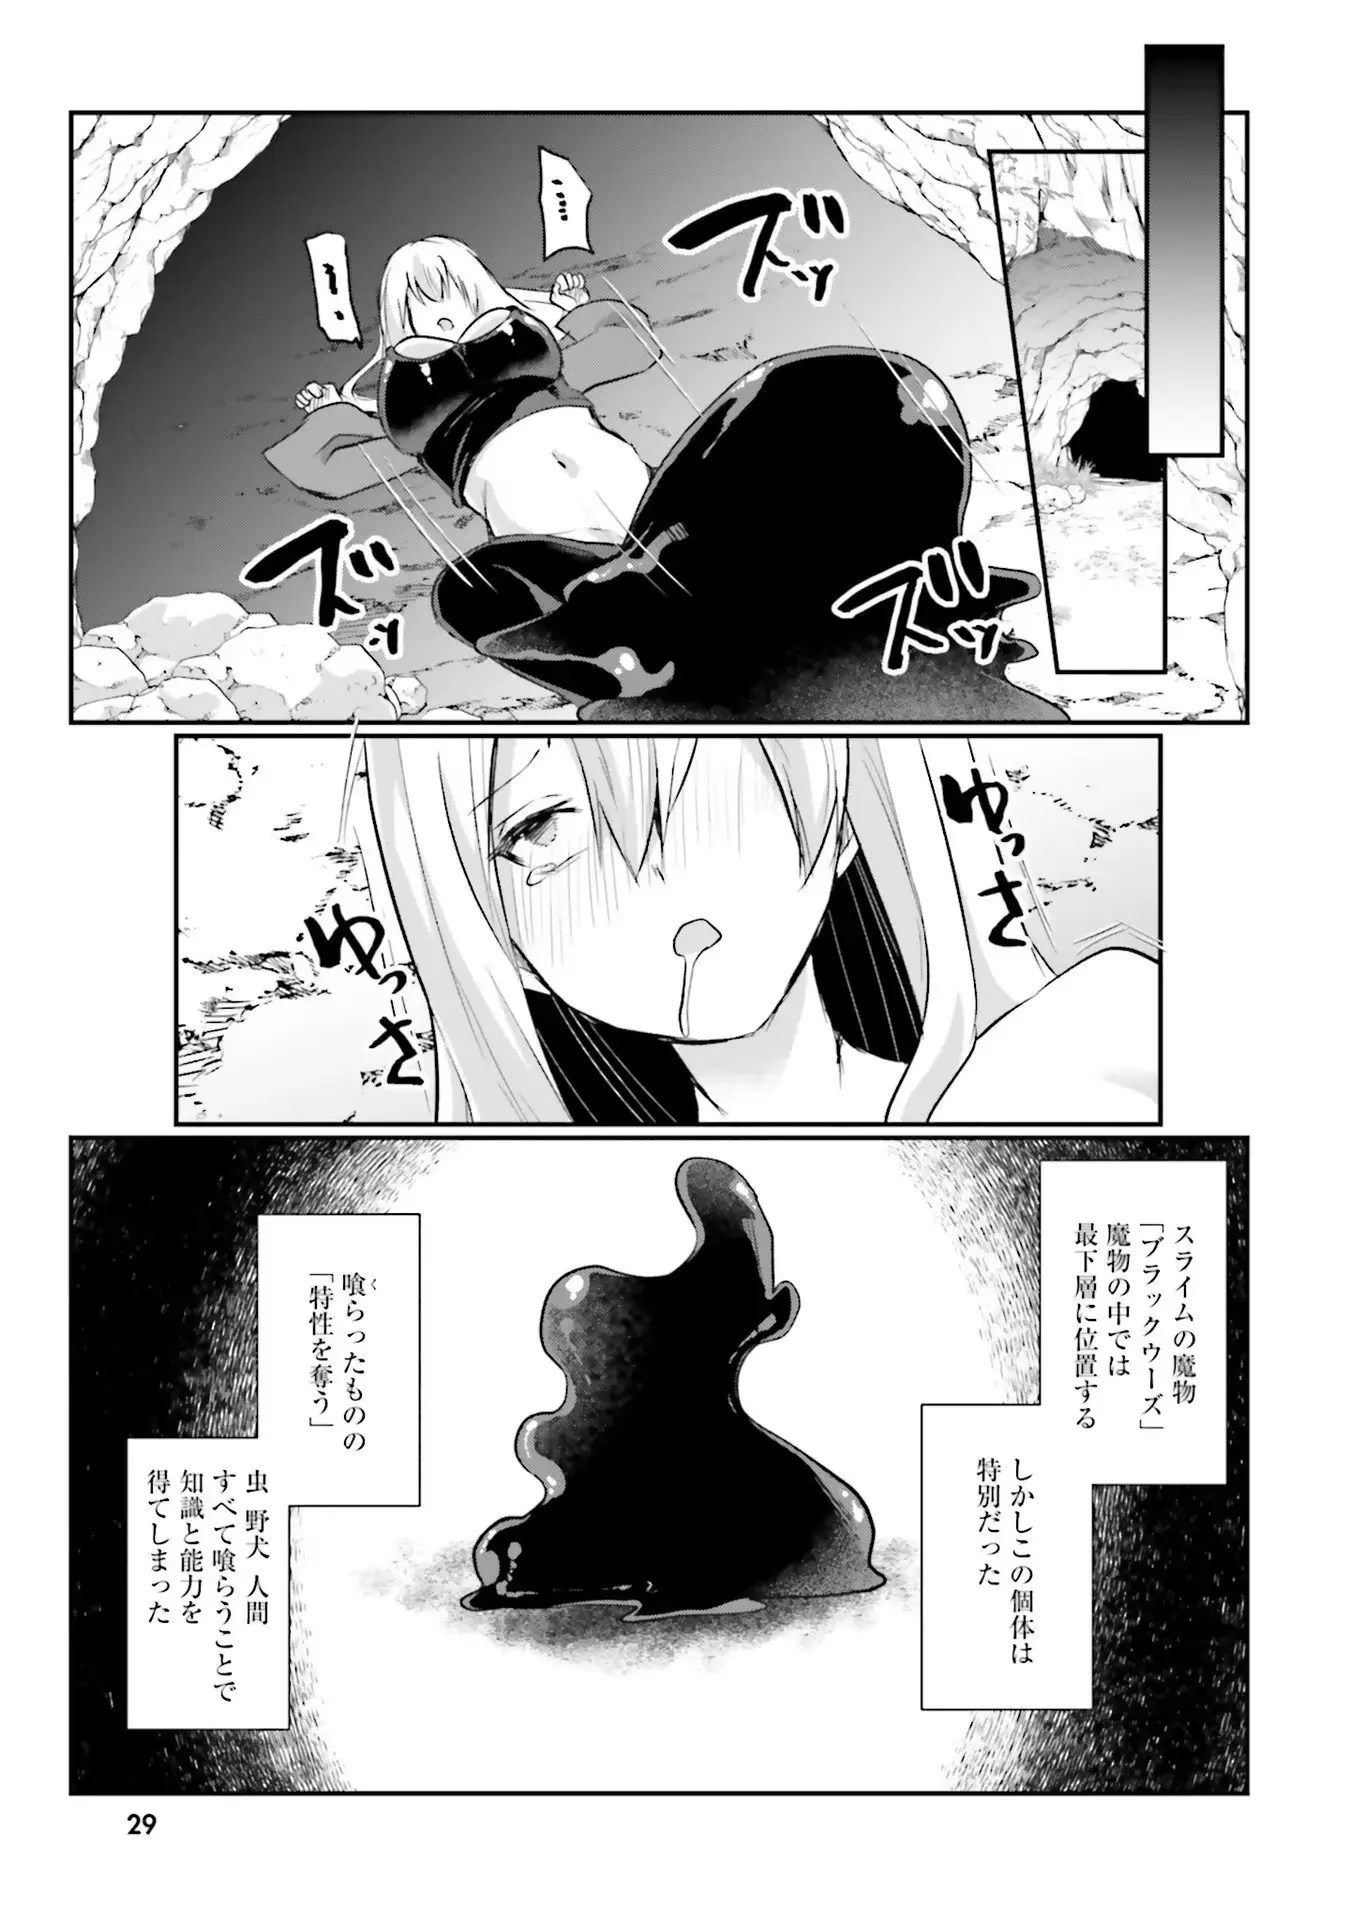 ……
……
ズッ
ズッ
ズッ
ゆっさ
ゆっさ
スライムの魔物
「ブラックウーズ」
魔物の中では
最下層に位置する
しかしこの個体は
特別だった
喰らったものの
「特性を奪う」
虫 野犬 人間
すべて喰らうことで
知識と能力を
得てしまった
29